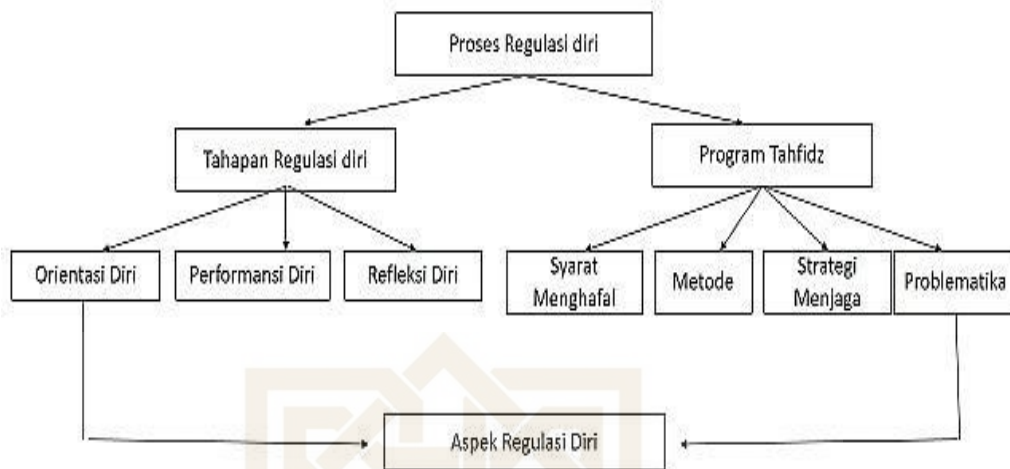 Proses Regulasi diri
Tahapan Regulasi diri
Program Tahfidz
Orientasi Diri
Performansi Diri
Refleksi Diri
Syarat
Menghafal
Metode
Strategi
Menjaga
Problematika
Aspek Regulasi Diri